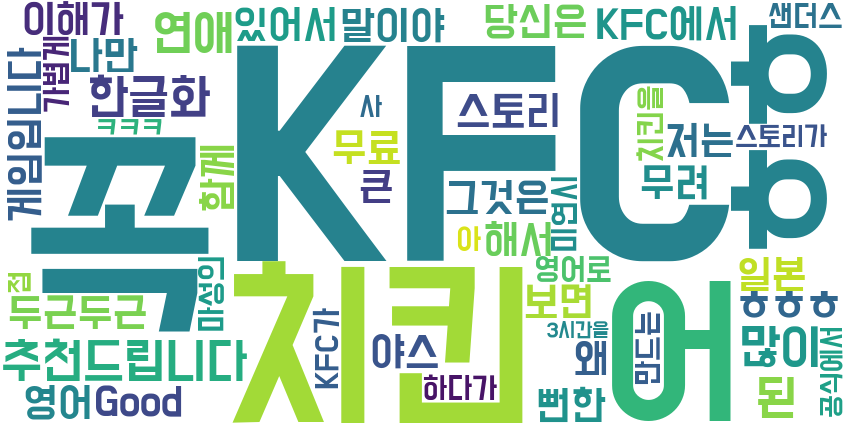 이해가
연애
있어서
말이야
당신은
KFC에서
샌더스
나만
가볍게
한글화
ㅋㅋㅋ
게임입니다
꼭
함께
KFC
사
스토리
무료
큰
치킨을
저는
스토리가
무려
ㅎㅎ
그것은
미연시
아
해서
영어로
일본
점
두근두근
마성의
치킨
보면
어
ㅎㅎㅎ
추천드립니다
KFC가
야스
3시간을
왜
만드는
많이
공식에서
영어
Good
하다가
뻔한
된